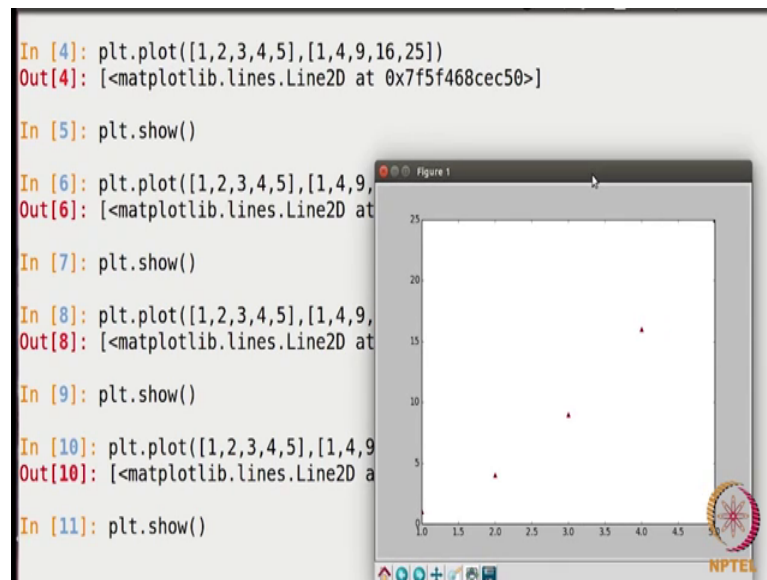 In [4]: plt.plot([1,2,3,4,5],[1,4,9,16,25])
Out[4]: [<matplotlib.lines.Line2D at 0x7f5f468cec50>]
In [5]: plt.show()
In [6]: plt.plot([1,2,3,4,5],[1,4,9,
Out[6]: [<matplotlib.lines.Line2D at
In [7]: plt.show()
In [8]: plt.plot([1,2,3,4,5],[1,4,9,
Out[8]: [<matplotlib.lines.Line2D at
In [9]: plt.show()
In [10]: plt.plot([1,2,3,4,5],[1,4,9
Out[10]: [<matplotlib.lines.Line2D a
In [11]: plt.show()
Figure 1
25
20
15
10
5
0
1.0 1.5 2.0 2.5 3.0 3.5 4.0 4.5
NPTEL